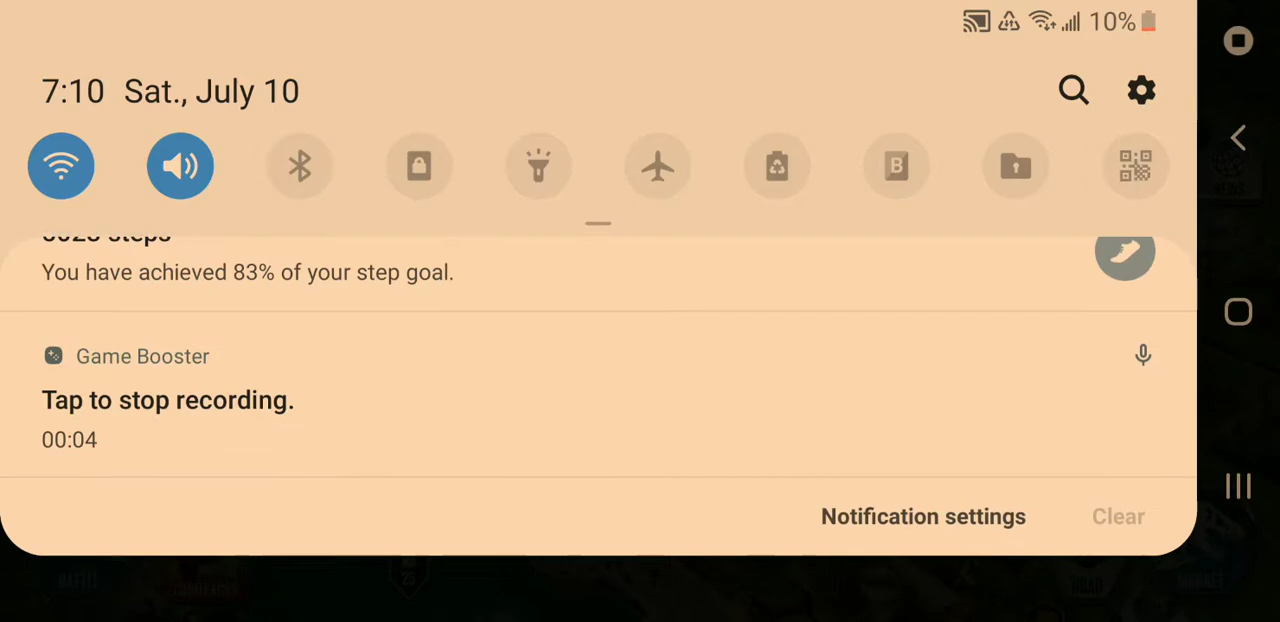 10%
7:10 Sat., July 10
B
steps
You have achieved 83% of your step goal.
Game Booster
Tap to stop recording.
00:04
Notification settings
Clear